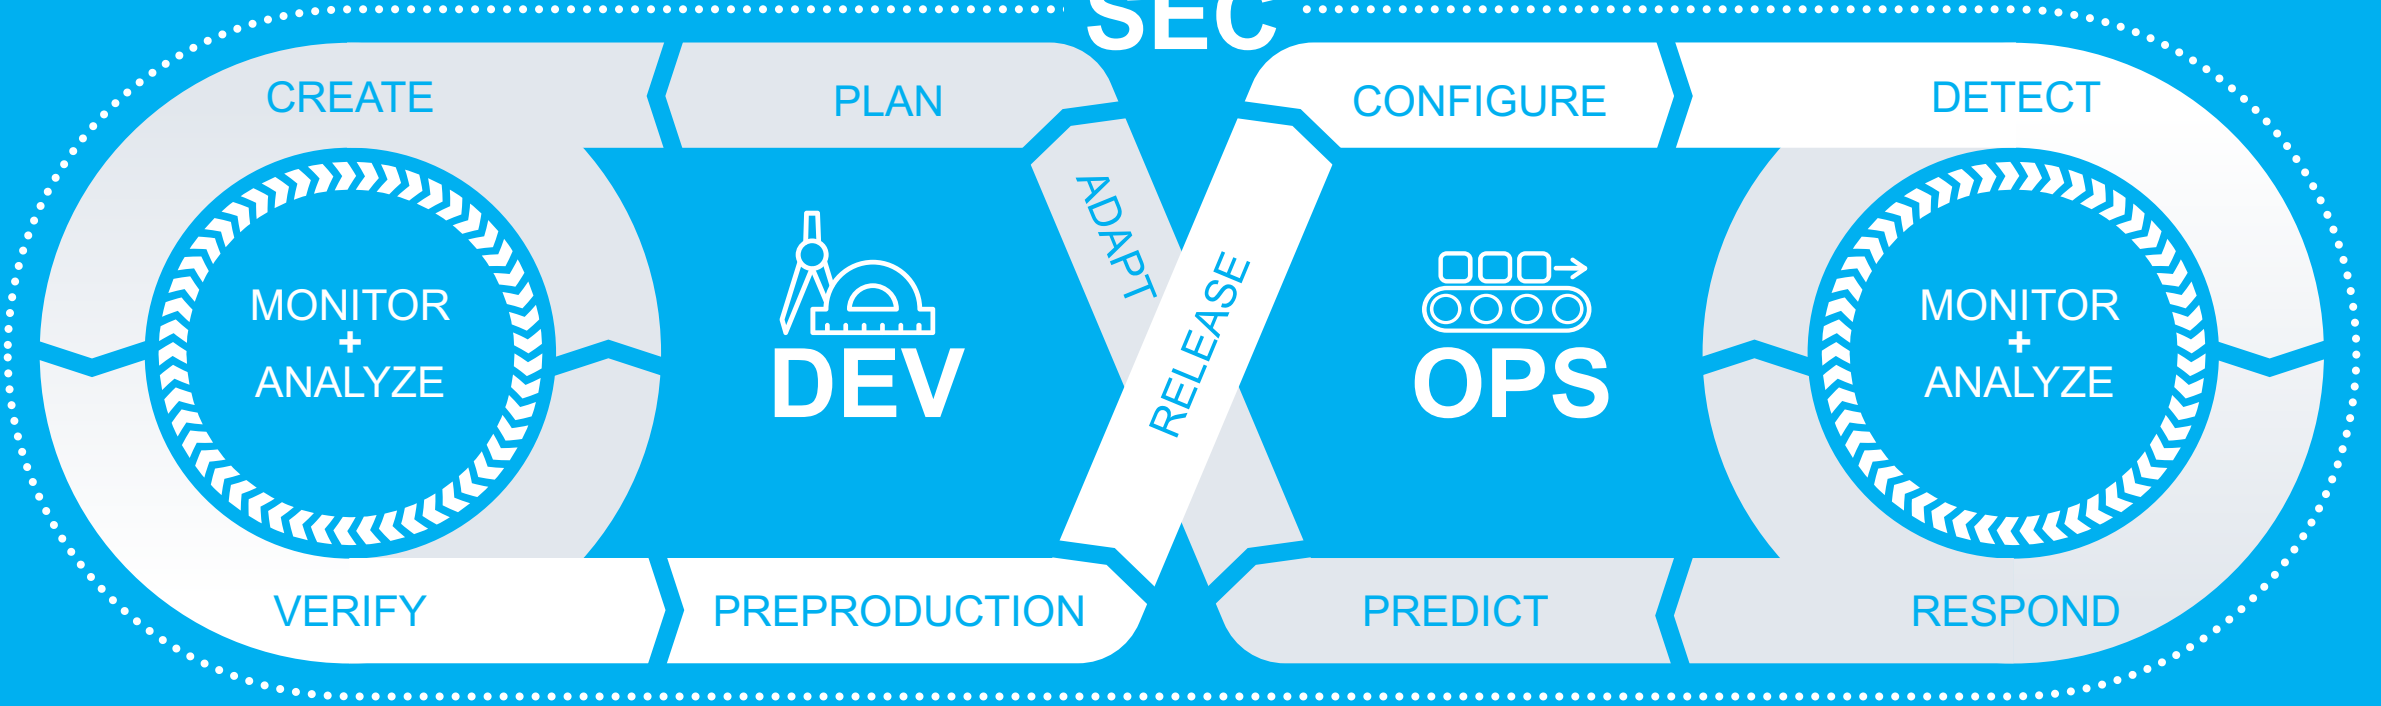 SEC
CREATE
PLAN
CONFIGURE
DETECT
ADAPT
RELEASE
MONITOR
+
ANALYZE
DEV
OPS
MONITOR
+
ANALYZE
VERIFY
PREPRODUCTION
PREDICT
RESPOND